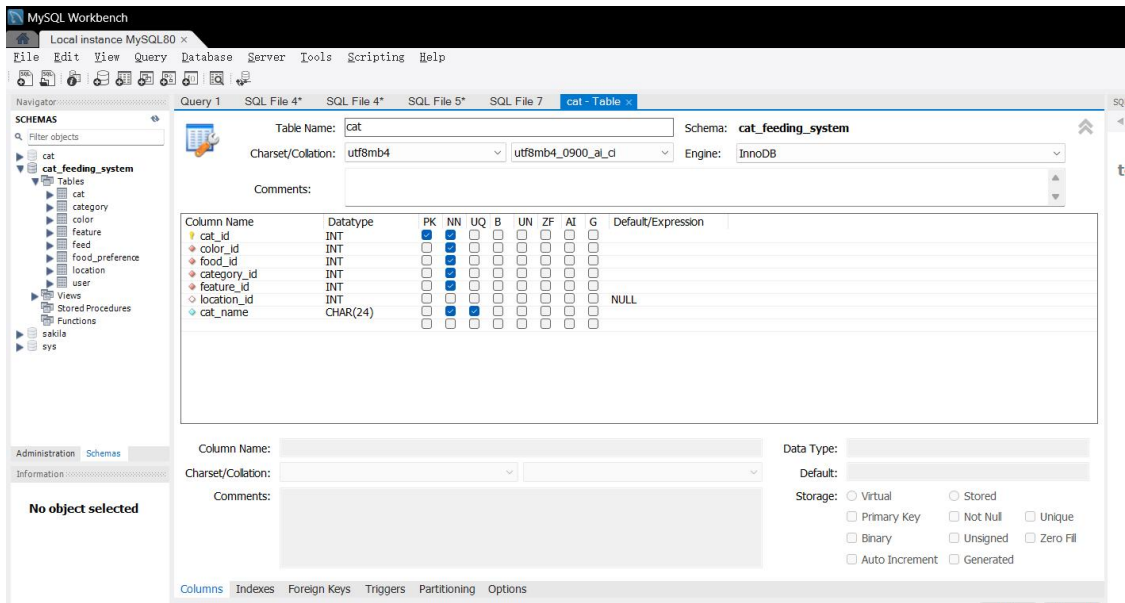 MySQL Workbench
Local instance MySQL80 ×
File Edit View Query Database Server Tools Scripting Help
Navigator
Query 1 SQL File 4* SQL File 4* SQL File 5* SQL File 7 cat - Table ×
SQ
SCHEMAS
Filter objects
cat
cat_feeding_system
Tables
cat
category
color
feature
feed
food_preference
location
user
Views
Stored Procedures
Functions
sakila
sys
Administration Schemas
Information
No object selected
Table Name: cat Schema: cat_feeding_system
Charset/Collation: utf8mb4 utf8mb4_0900_ai_ci Engine: InnoDB
Comments:
Column Name Datatype PK NN UQ B UN ZF AI G Default/Expression
cat_id INT
color_id INT
food_id INT
category_id INT
feature_id INT
location_id INT NULL
cat_name CHAR(24)
Column Name: Data Type:
Charset/Collation: Default:
Comments: Storage: Virtual Stored
Primary Key Not Null Unique
Binary Unsigned Zero Fill
Auto Increment Generated
Columns Indexes Foreign Keys Triggers Partitioning Options